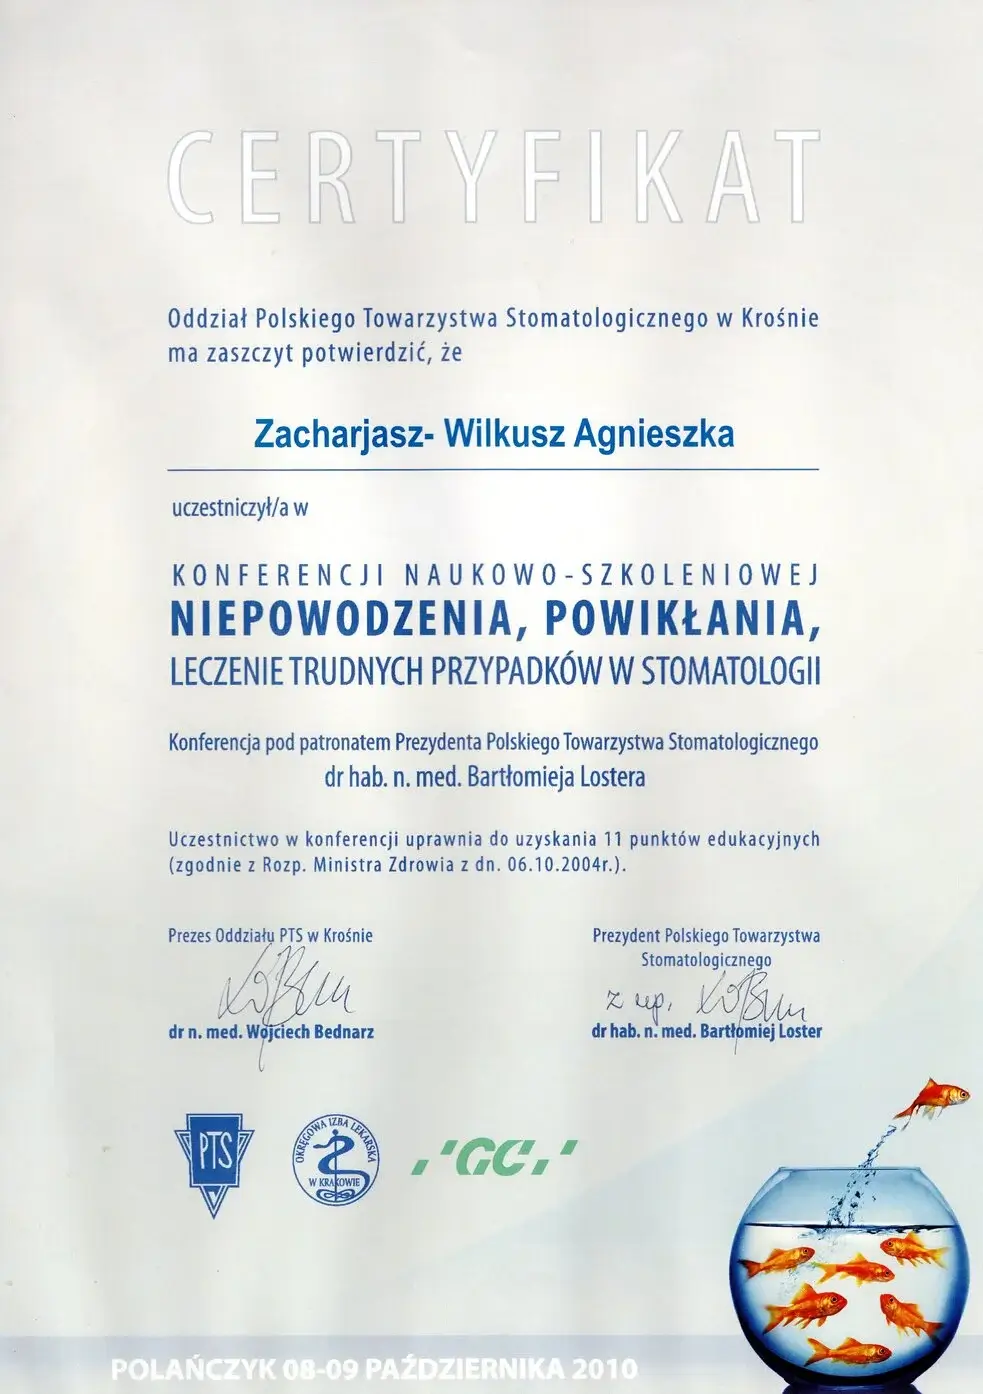 CERTYFIKAT
Oddział Polskiego Towarzystwa Stomatologicznego w Krośnie
ma zaszczyt potwierdzić, że
Zacharjasz- Wilkusz Agnieszka
uczestniczył/a w
KONFERENCJI NAUKOWO-SZKOLENIOWEJ
NIEPOWODZENIA, POWIKŁANIA,
LECZENIE TRUDNYCH PRZYPADKÓW W STOMATOLOGII
Konferencja pod patronatem Prezydenta Polskiego Towarzystwa Stomatologicznego
dr hab. n. med. Bartłomieja Lostera
Uczestnictwo w konferencji uprawnia do uzyskania 11 punktów edukacyjnych
(zgodnie z Rozp. Ministra Zdrowia z dn. 06.10.2004r.).
Prezes Oddziału PTS w Krośnie
dr n. med. Wojciech Bednarz
Prezydent Polskiego Towarzystwa
Stomatologicznego
z up.
dr hab. n. med. Bartłomiej Loster
PTS
OKRĘGOWA IZBA LEKARSKA
W KRAKOWIE
GC
POLAŃCZYK 08-09 PAŹDZIERNIKA 2010